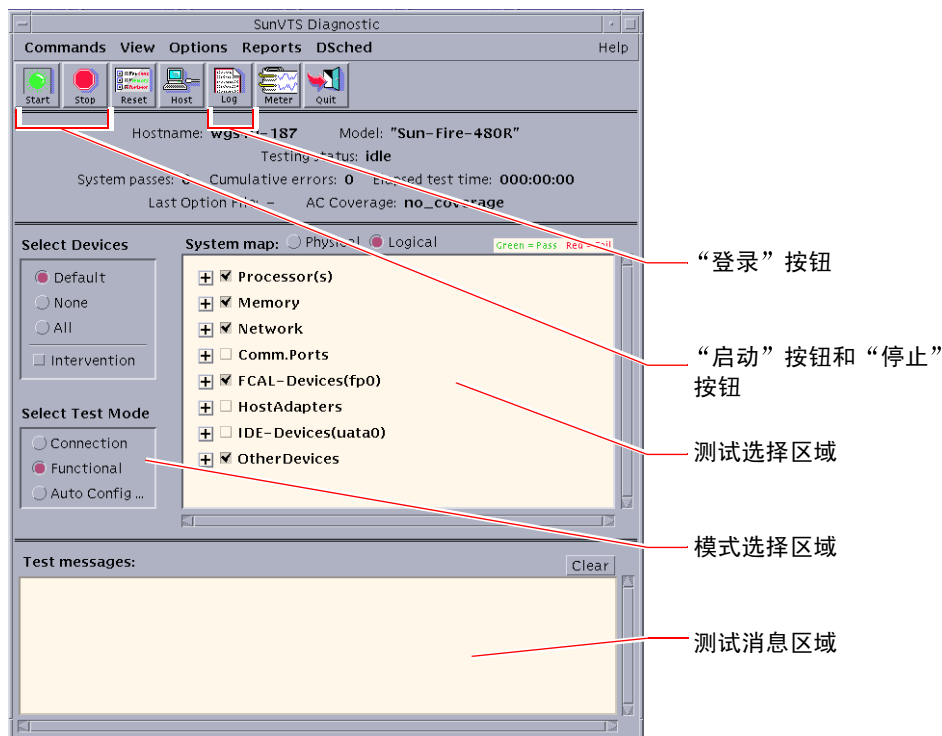 SunVTS Diagnostic
Commands View Options Reports DSched Help
Start Stop Reset Host Log Meter Quit
Hostname: Model: "Sun-Fire-480R"
Testing status: idle
System passes: Cumulative errors: 0 Elapsed test time: 000:00:00
Last Option File: – AC Coverage: no_coverage
Select Devices
Default
None
All
Intervention
Select Test Mode
Connection
Functional
Auto Config ...
System map: Physical Logical Green = Pass Red = Fail
Processor(s)
Memory
Network
Comm.Ports
FCAL-Devices(fp0)
HostAdapters
IDE-Devices(uata0)
OtherDevices
Test messages: Clear
“登录”按钮
“启动”按钮和“停止”
按钮
测试选择区域
模式选择区域
测试消息区域